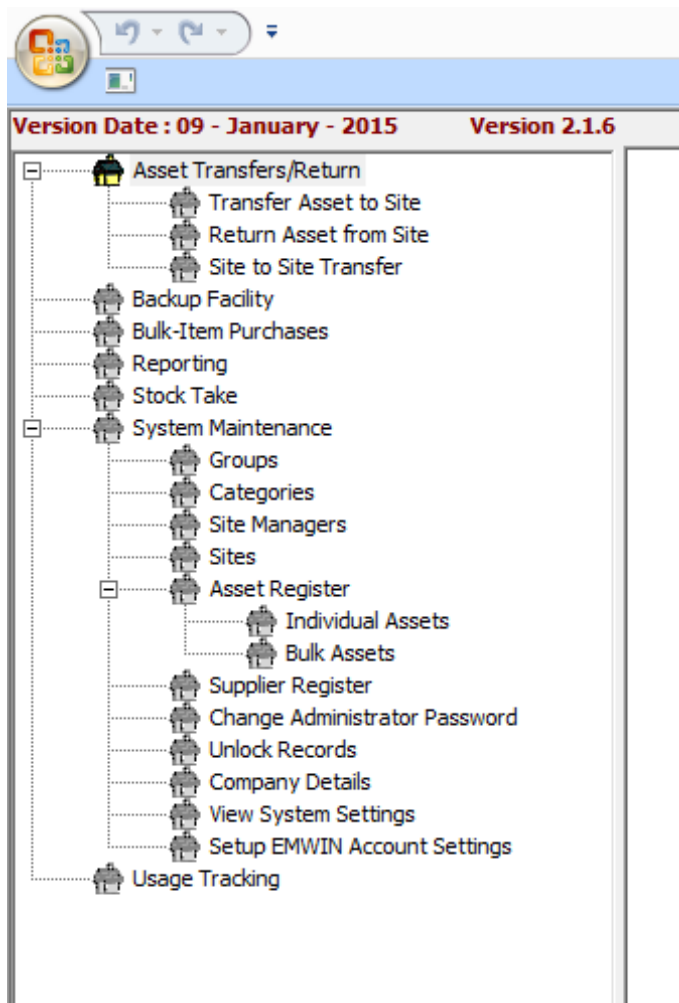 Version Date : 09 - January - 2015 Version 2.1.6
Asset Transfers/Return
Transfer Asset to Site
Return Asset from Site
Site to Site Transfer
Backup Facility
Bulk-Item Purchases
Reporting
Stock Take
System Maintenance
Groups
Categories
Site Managers
Sites
Asset Register
Individual Assets
Bulk Assets
Supplier Register
Change Administrator Password
Unlock Records
Company Details
View System Settings
Setup EMWIN Account Settings
Usage Tracking